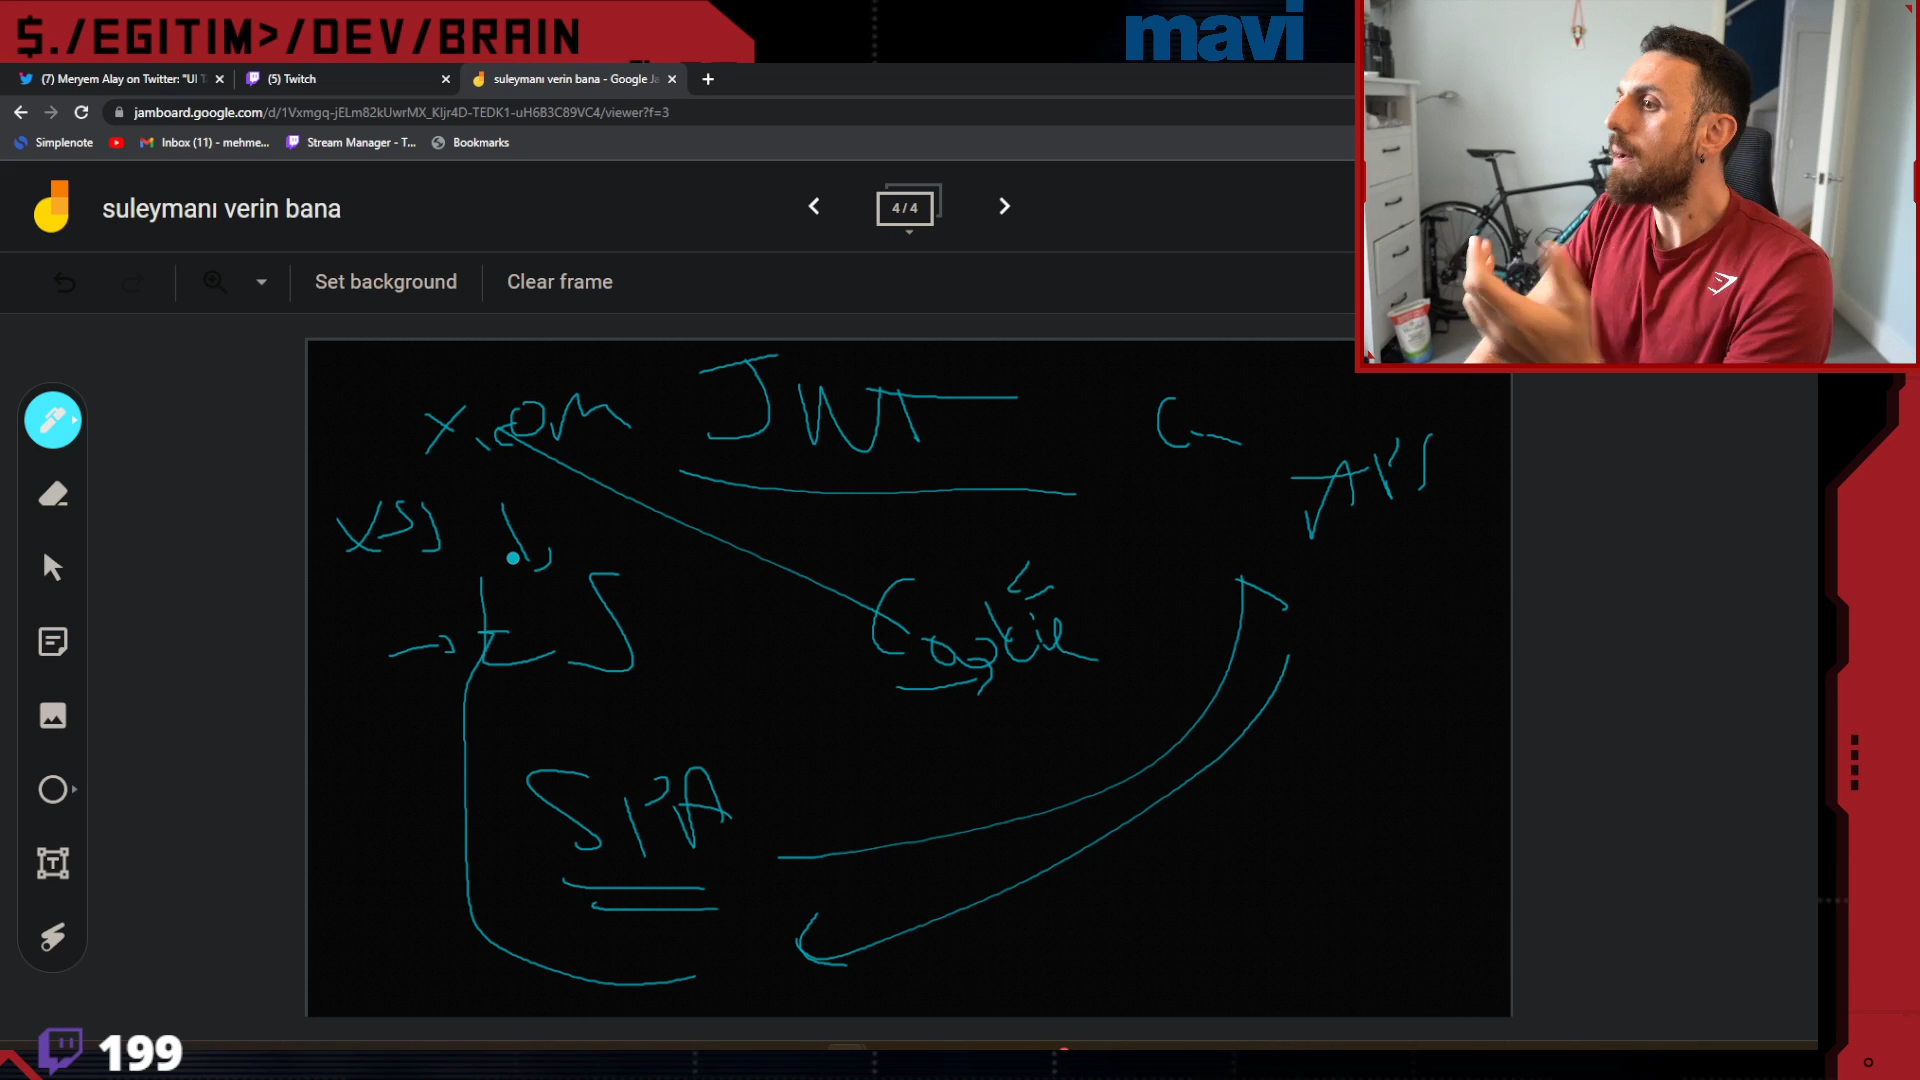 $./EGITIM>/DEV/BRAIN
mavi
(7) Meryem Alay on Twitter: "UI T
(5) Twitch
suleymanı verin bana - Google Ja
jamboard.google.com/d/1Vxmgq-jELm82kUwrMX_KIjr4D-TEDK1-uH6B3C89VC4/viewer?f=3
Simplenote
Inbox (11) - mehme...
Stream Manager - T...
Bookmarks
suleymanı verin bana
4/4
Set background
Clear frame
x.com
JWT
API
XSS
LS
Cookie
SPA
199